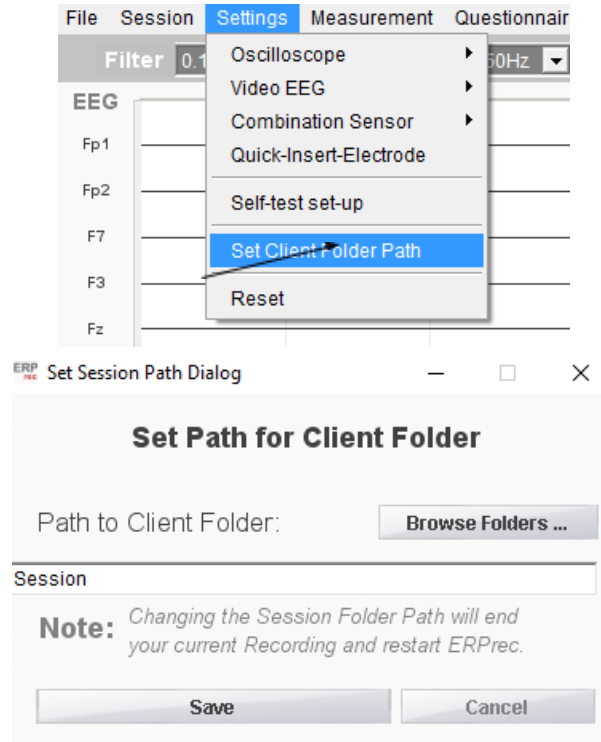 File Session Settings Measurement Questionnair
Filter 0.1 50Hz
Oscilloscope
Video EEG
EEG
Combination Sensor
Fp1
Quick-Insert-Electrode
Fp2
Self-test set-up
F7
Set Client Folder Path
F3
Reset
Fz
ERP rec Set Session Path Dialog
Set Path for Client Folder
Path to Client Folder: Browse Folders ...
Session
Note: Changing the Session Folder Path will end
your current Recording and restart ERPrec.
Save Cancel